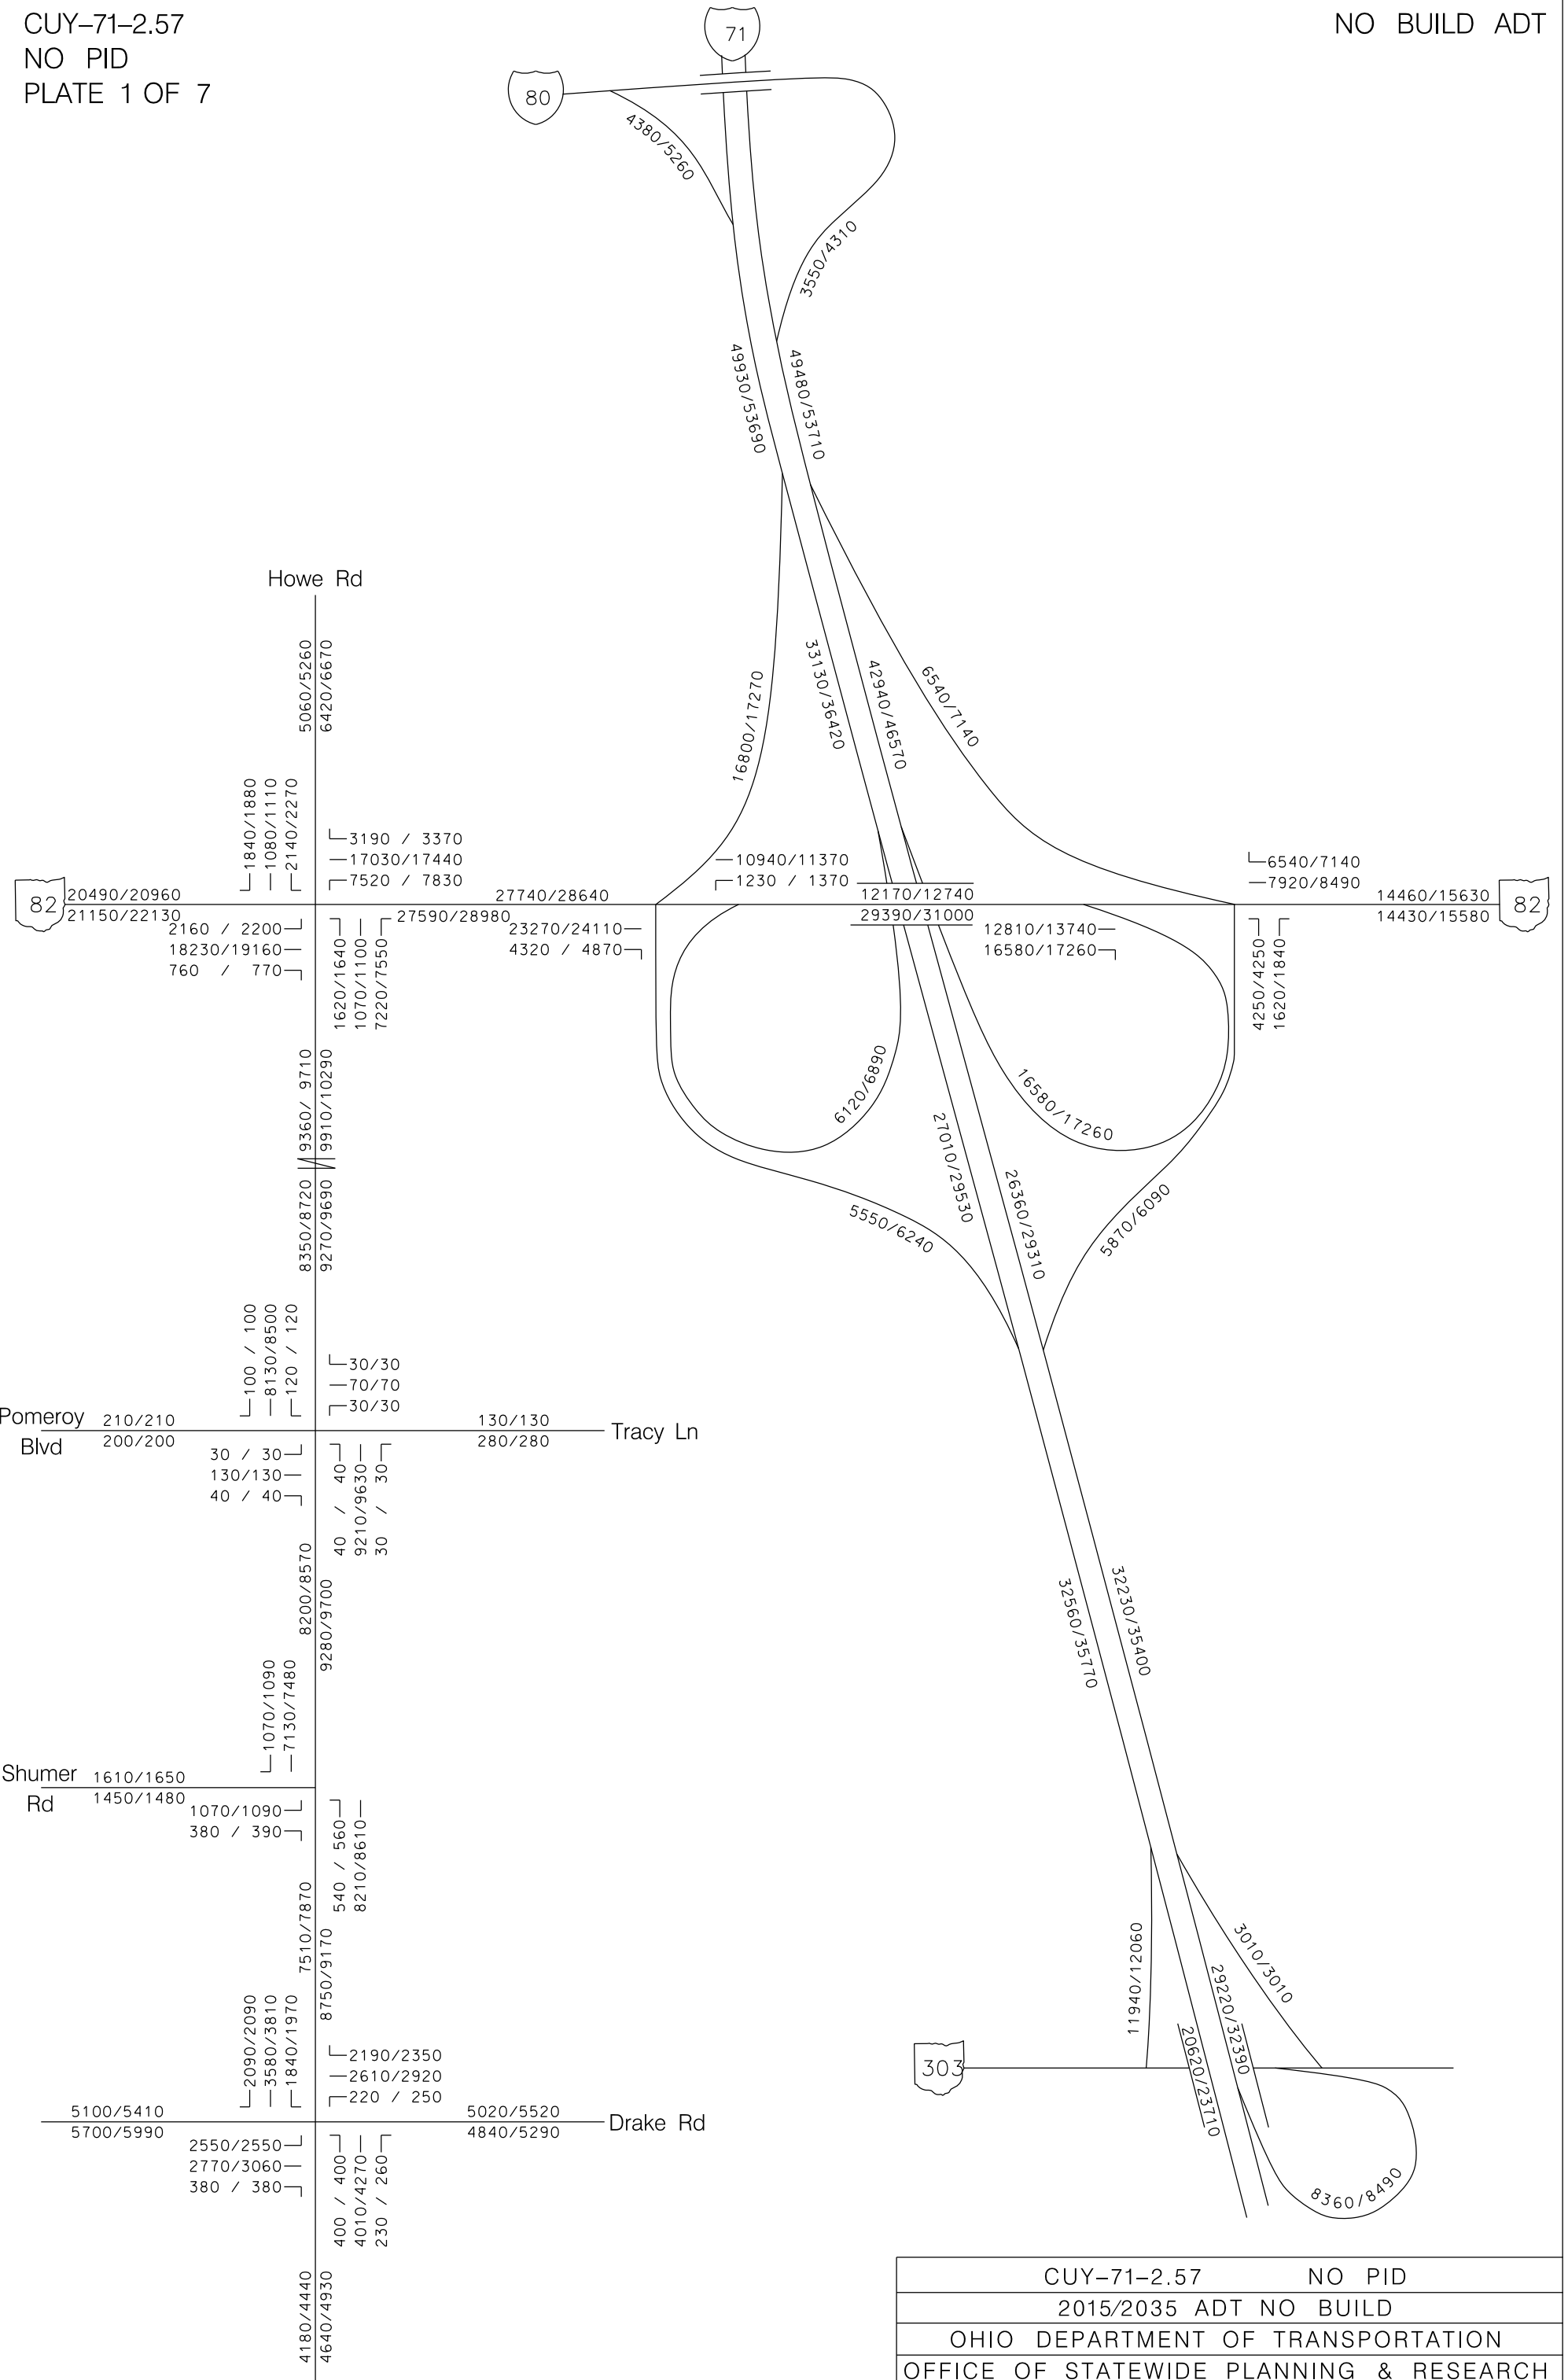 CUY-71-2.57
NO PID
PLATE 1 OF 7
NO BUILD ADT
71
80
4380/5260
3550/4310
49930/53690
49480/53710
Howe Rd
5060/5260
6420/6670
16800/17270
33130/36420
42940/46570
6540/7140
1840/1880
1080/1110
2140/2270
3190 / 3370
17030/17440
7520 / 7830
10940/11370
1230 / 1370
6540/7140
7920/8490
82
20490/20960
21150/22130
27740/28640
27590/28980
12170/12740
29390/31000
14460/15630
14430/15580
82
2160 / 2200
18230/19160
760 / 770
1620/1640
1070/1100
7220/7550
23270/24110
4320 / 4870
12810/13740
16580/17260
4250/4250
1620/1840
9360/ 9710
9910/10290
6120/6890
16580/17260
27010/29530
26360/29310
5550/6240
5870/6090
8350/8720
9270/9690
100 / 100
8130/8500
120 / 120
30/30
70/70
30/30
Pomeroy
Blvd
210/210
200/200
130/130
280/280
Tracy Ln
30 / 30
130/130
40 / 40
40 / 40
9210/9630
30 / 30
8200/8570
9280/9700
32560/35770
32230/35400
1070/1090
7130/7480
Shumer
Rd
1610/1650
1450/1480
1070/1090
380 / 390
540 / 560
8210/8610
7510/7870
8750/9170
11940/12060
3010/3010
29220/32390
20620/23710
303
8360/8490
2090/2090
3580/3810
1840/1970
2190/2350
2610/2920
220 / 250
5100/5410
5700/5990
5020/5520
4840/5290
Drake Rd
2550/2550
2770/3060
380 / 380
400 / 400
4010/4270
230 / 260
4180/4440
4640/4930
CUY-71-2.57 NO PID
2015/2035 ADT NO BUILD
OHIO DEPARTMENT OF TRANSPORTATION
OFFICE OF STATEWIDE PLANNING & RESEARCH